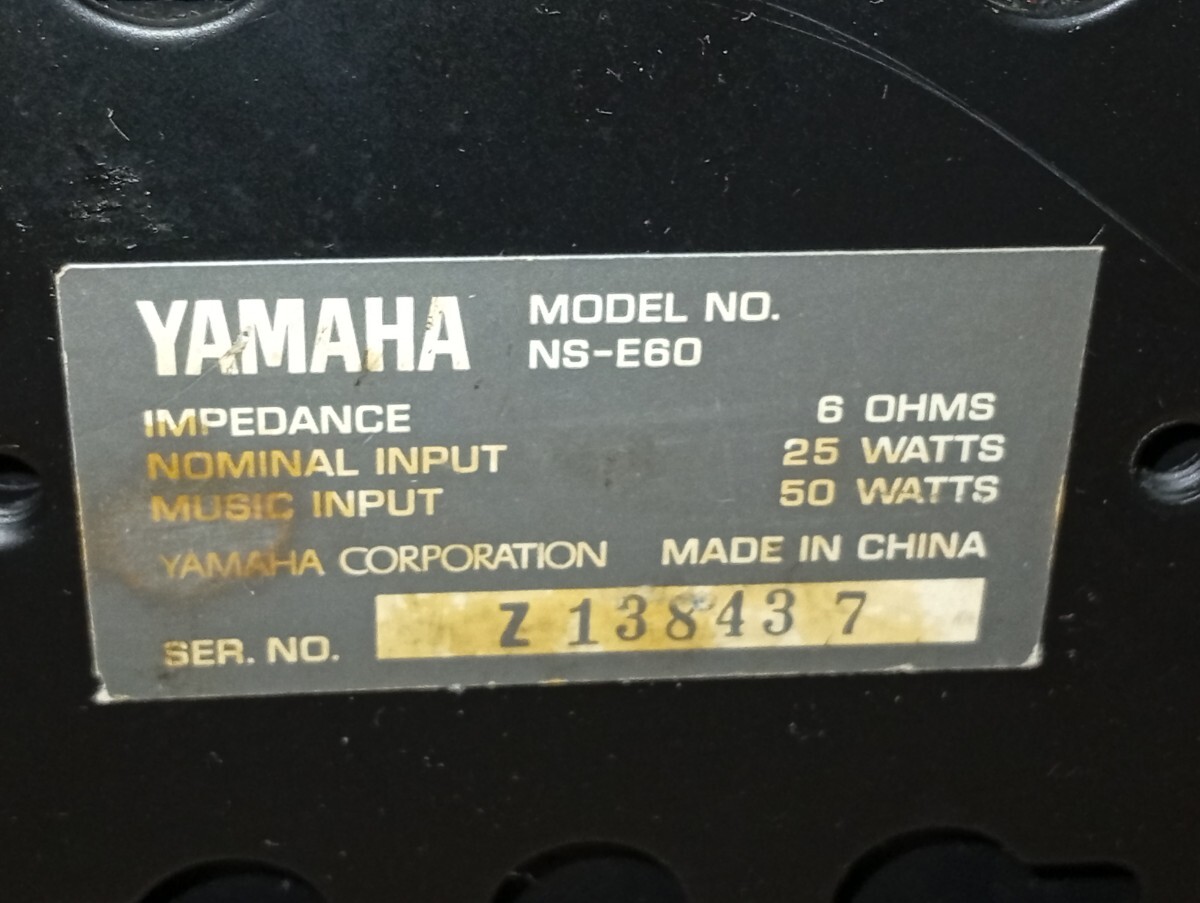 YAMAHA MODEL NO.
NS-E60
IMPEDANCE 6 OHMS
NOMINAL INPUT 25 WATTS
MUSIC INPUT 50 WATTS
YAMAHA CORPORATION MADE IN CHINA
SER. NO. Z 138437